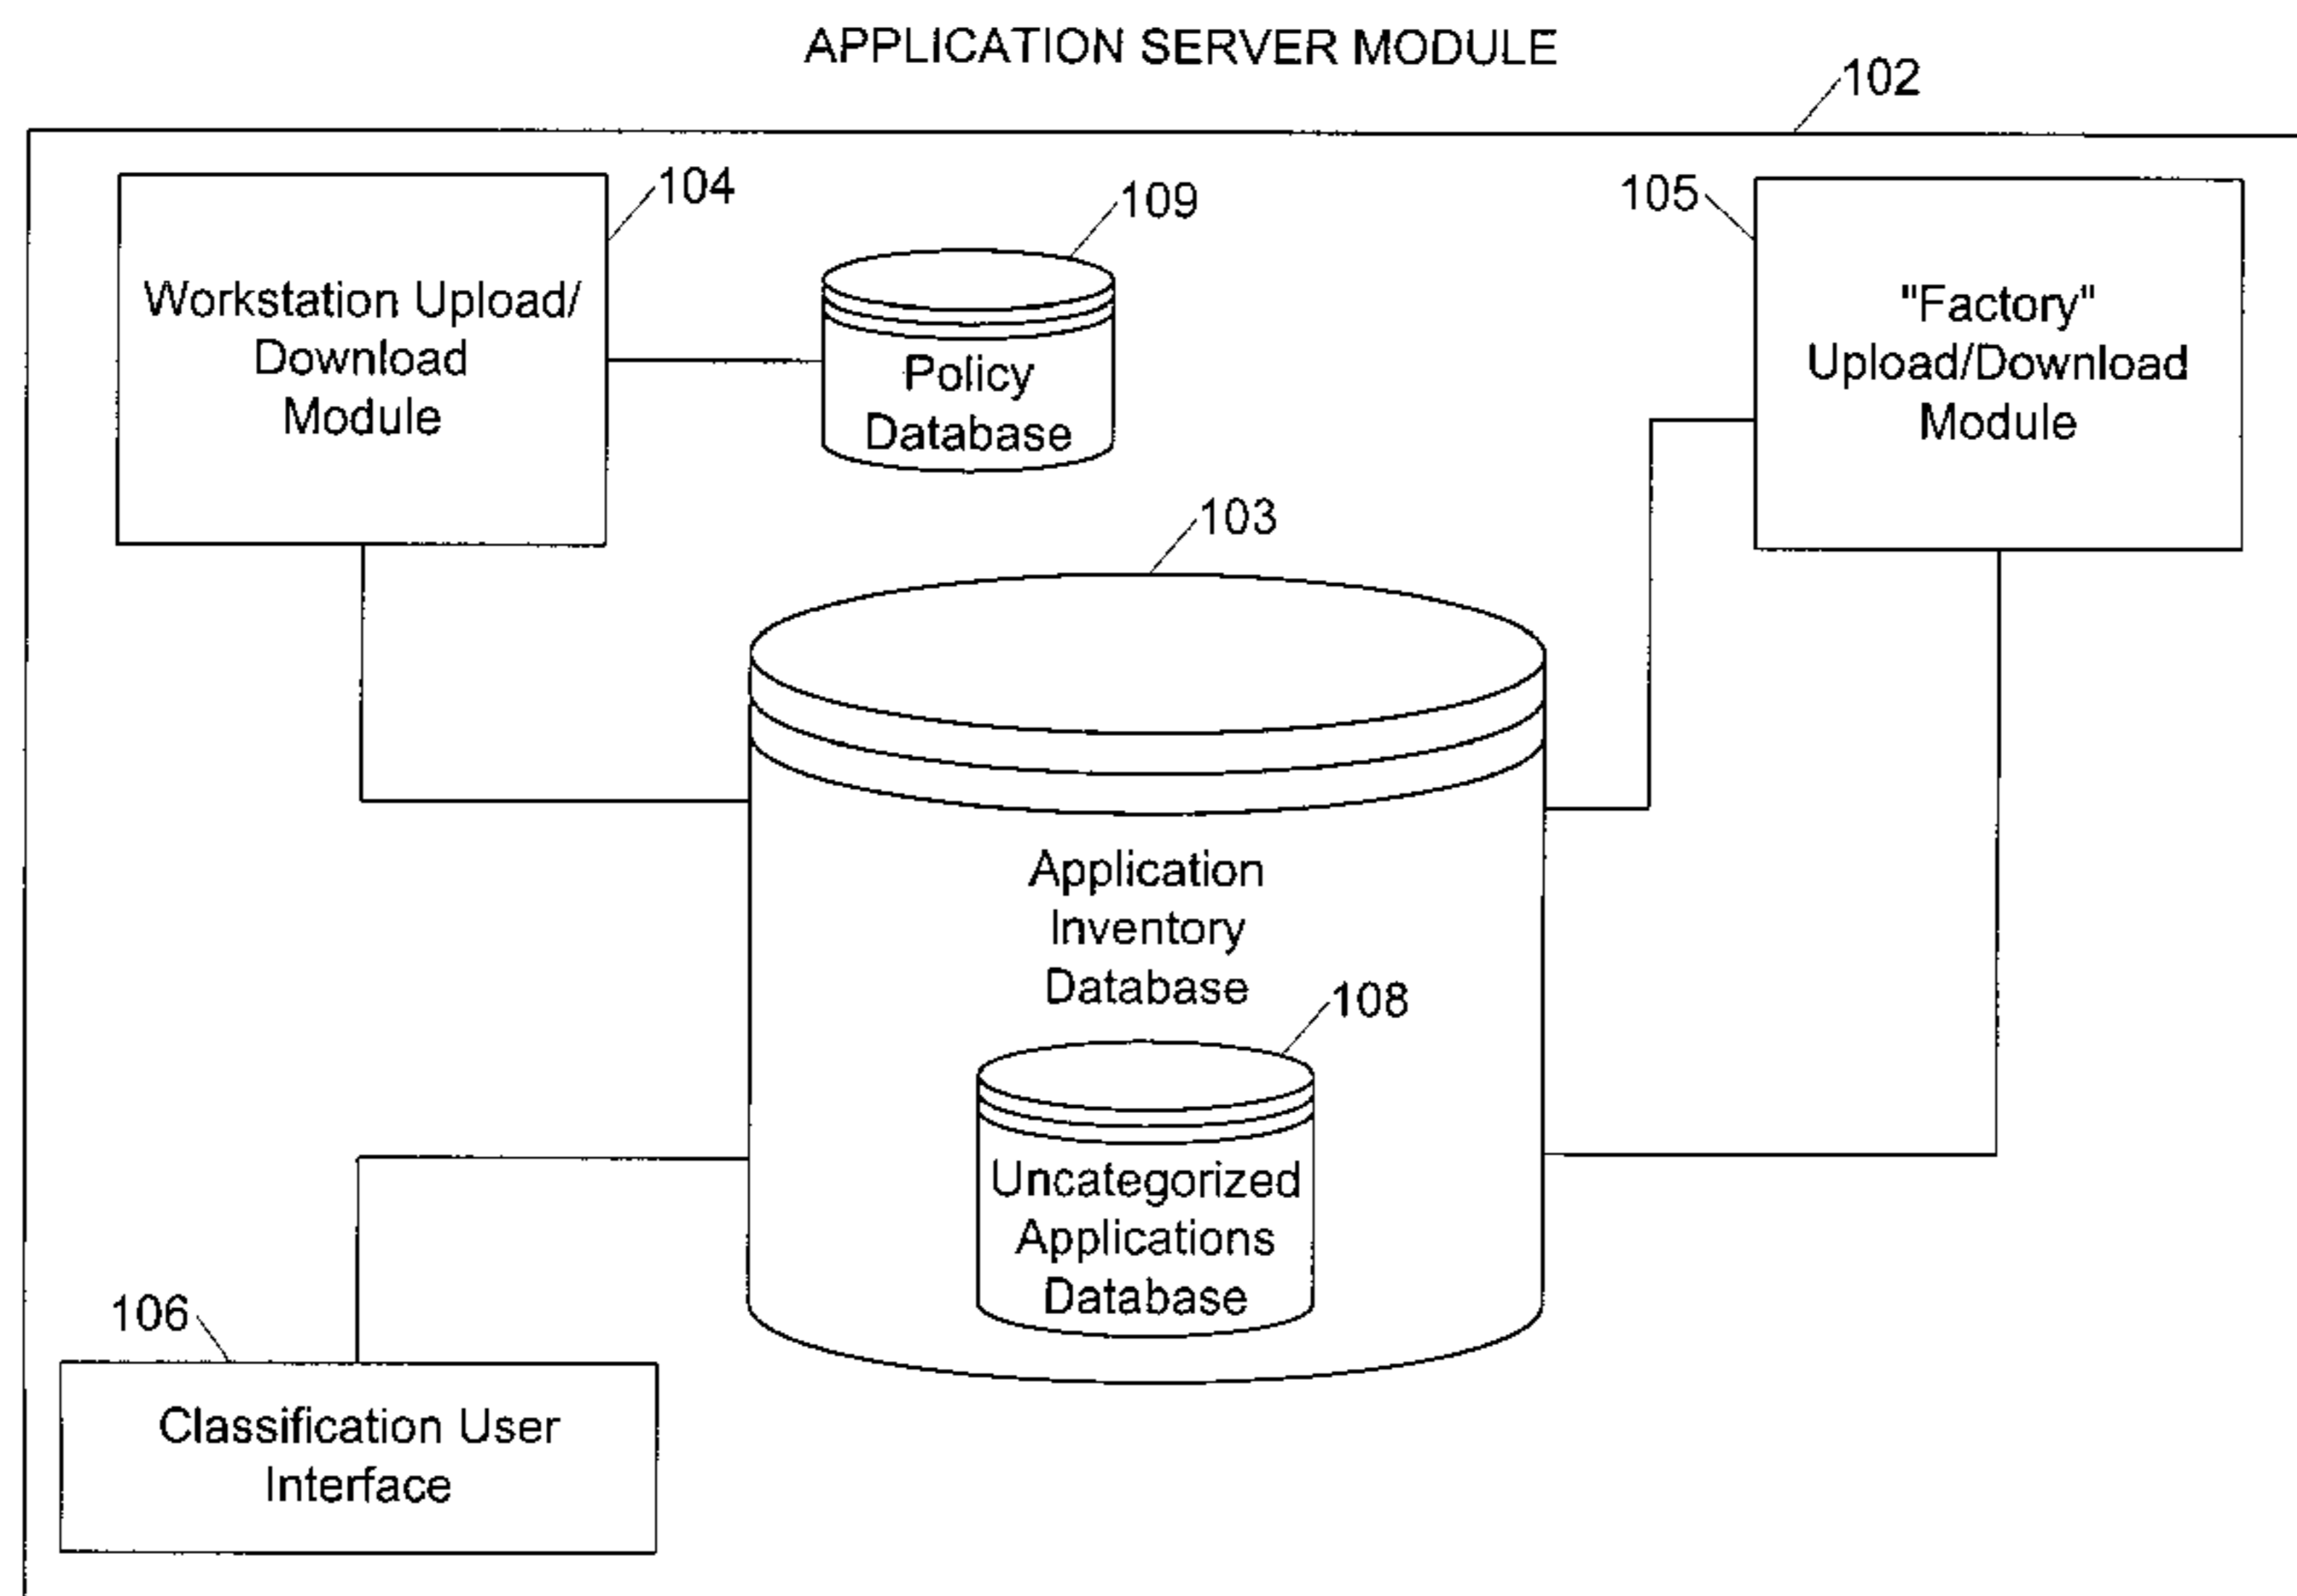 APPLICATION SERVER MODULE
102
104
109
105
Workstation Upload/
Download
Module
Policy
Database
"Factory"
Upload/Download
Module
103
Application
Inventory
Database
108
Uncategorized
Applications
Database
106
Classification User
Interface